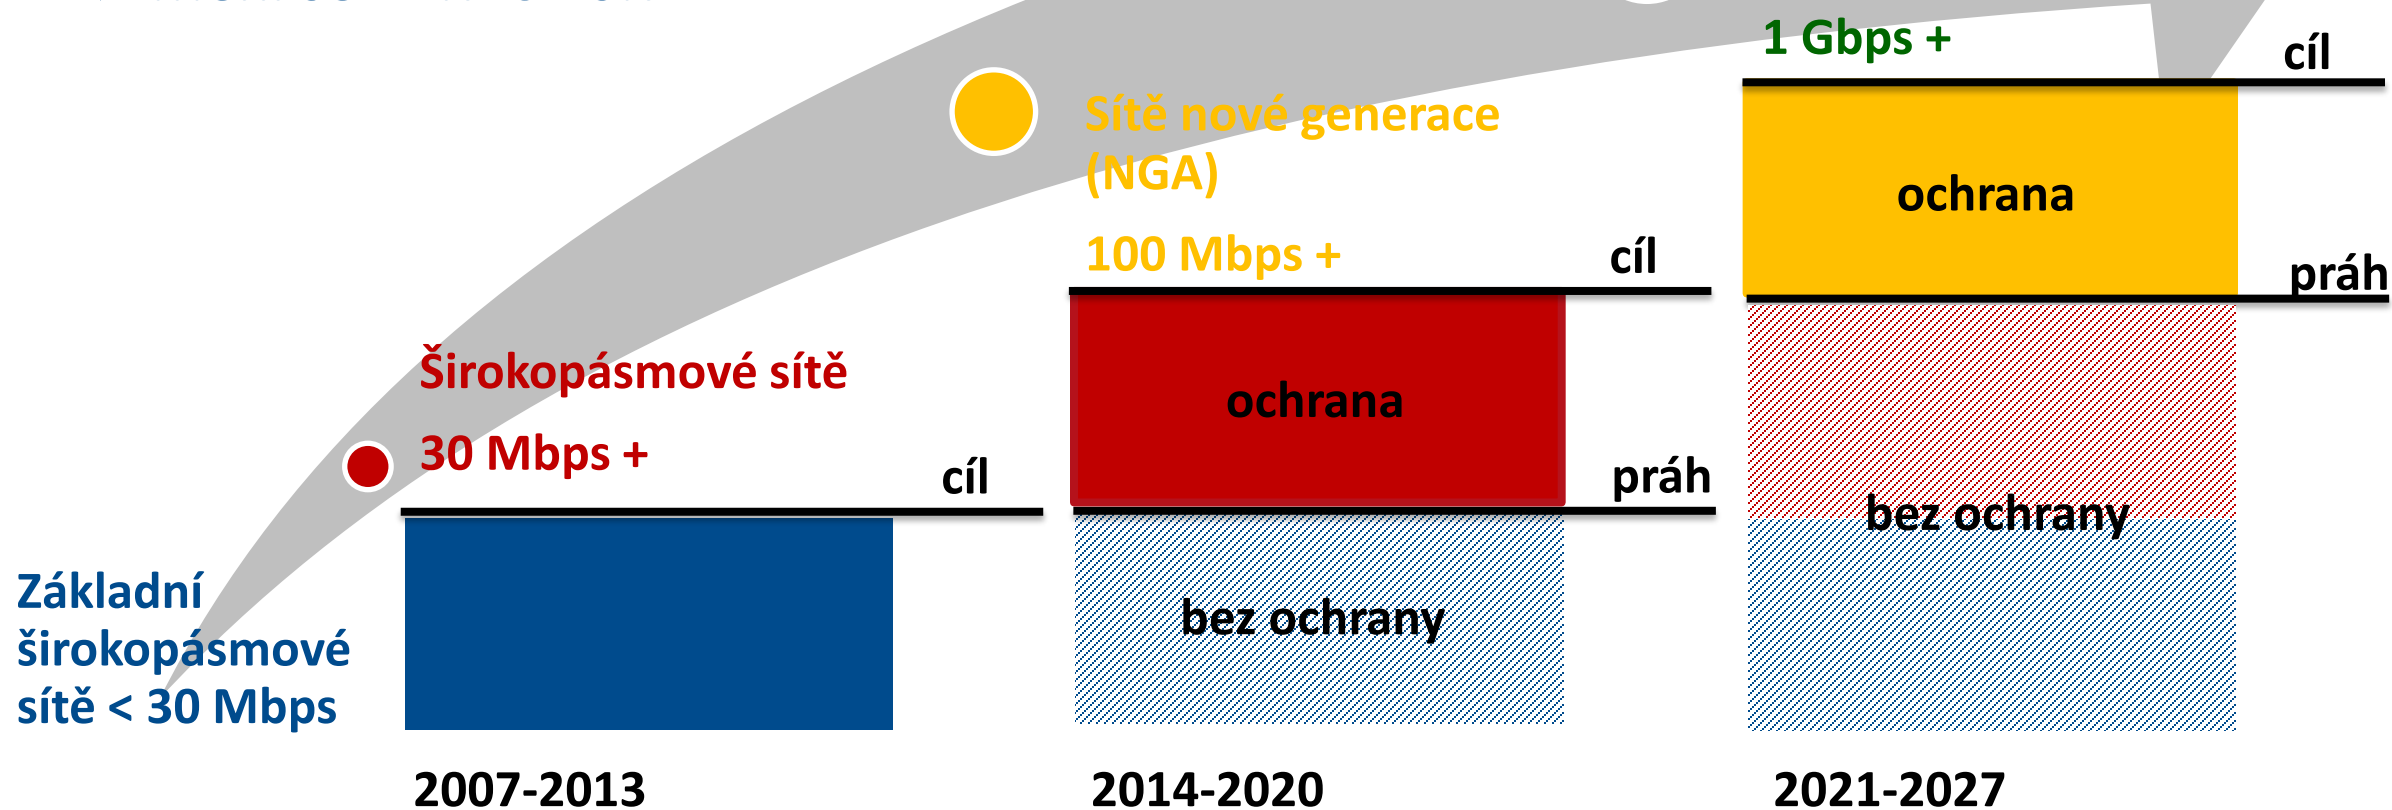 1 Gbps +
cíl
Sítě nové generace
(NGA)
ochrana
100 Mbps +
cíl
práh
Širokopásmové sítě
ochrana
30 Mbps +
cíl
práh
bez ochrany
Základní
širokopásmové
sítě < 30 Mbps
bez ochrany
2007-2013
2014-2020
2021-2027